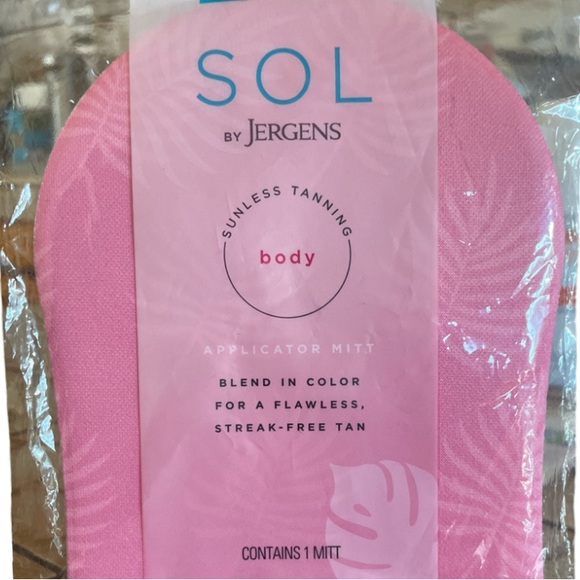 SOL
BY JERGENS
SUNLESS TANNING
body
APPLICATOR MITT
BLEND IN COLOR
FOR A FLAWLESS,
STREAK-FREE TAN
CONTAINS 1 MITT